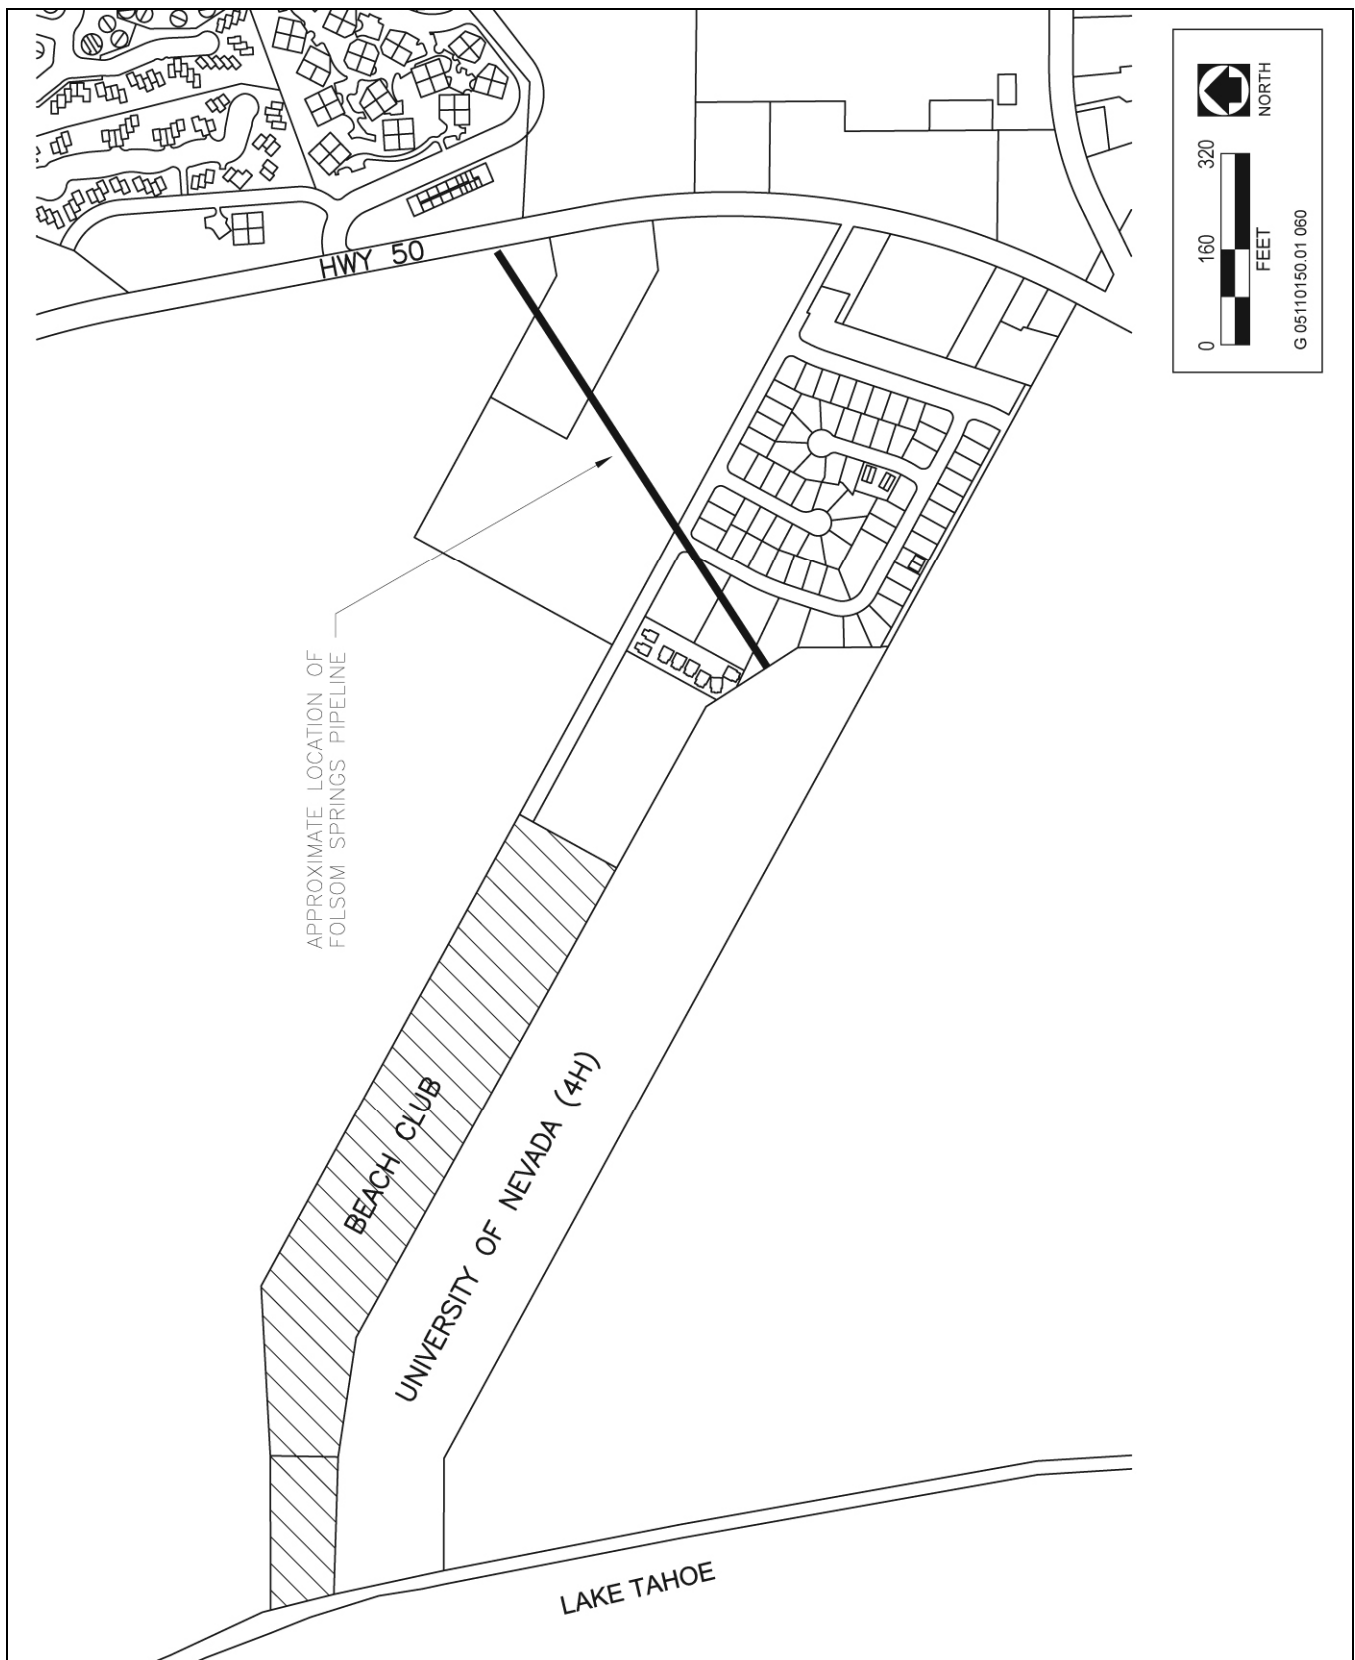 HWY 50
APPROXIMATE LOCATION OF
FOLSOM SPRINGS PIPELINE
BEACH CLUB
UNIVERSITY OF NEVADA (4H)
LAKE TAHOE
NORTH
0 160 320
FEET
G 05110150.01 060